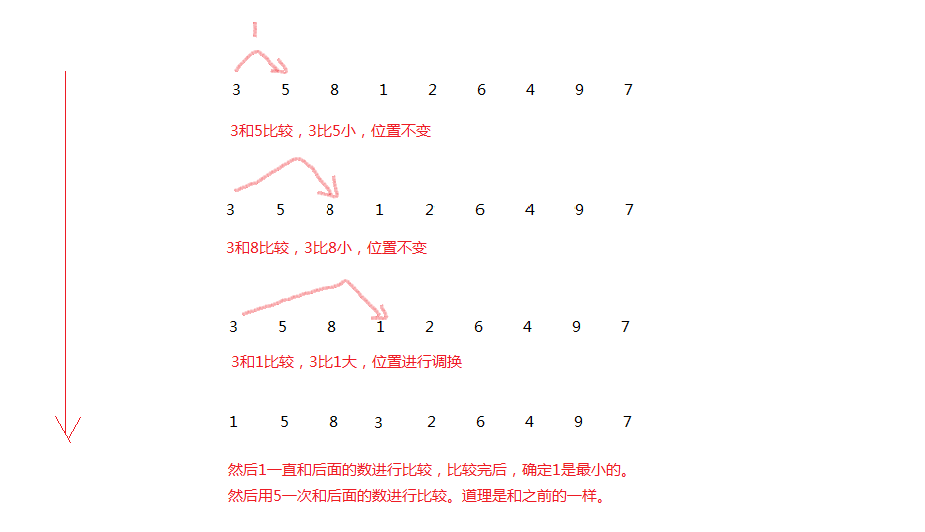 1
3 5 8 1 2 6 4 9 7
3和5比较，3比5小，位置不变
3 5 8 1 2 6 4 9 7
3和8比较，3比8小，位置不变
3 5 8 1 2 6 4 9 7
3和1比较，3比1大，位置进行调换
1 5 8 3 2 6 4 9 7
然后1一直和后面的数进行比较，比较完后，确定1是最小的。
然后用5一次和后面的数进行比较。道理是和之前的一样。